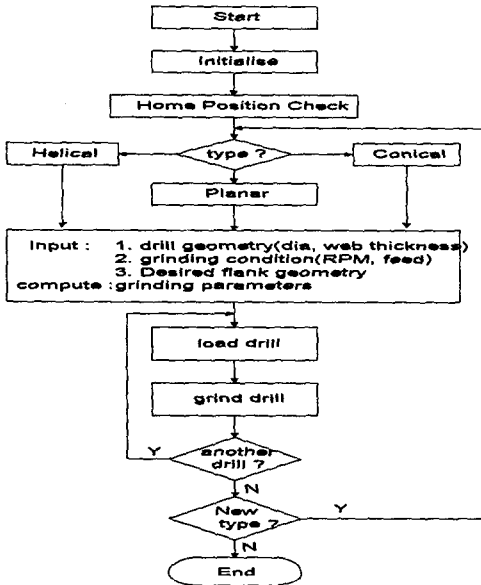 Start
Initialise
Home Position Check
type ?
Helical
Conical
Planar
Input : 1. drill geometry(dia, web thickness)
2. grinding condition(RPM, feed)
3. Desired flank geometry
compute :grinding parameters
load drill
grind drill
another
drill ?
Y
N
New
type ?
Y
N
End